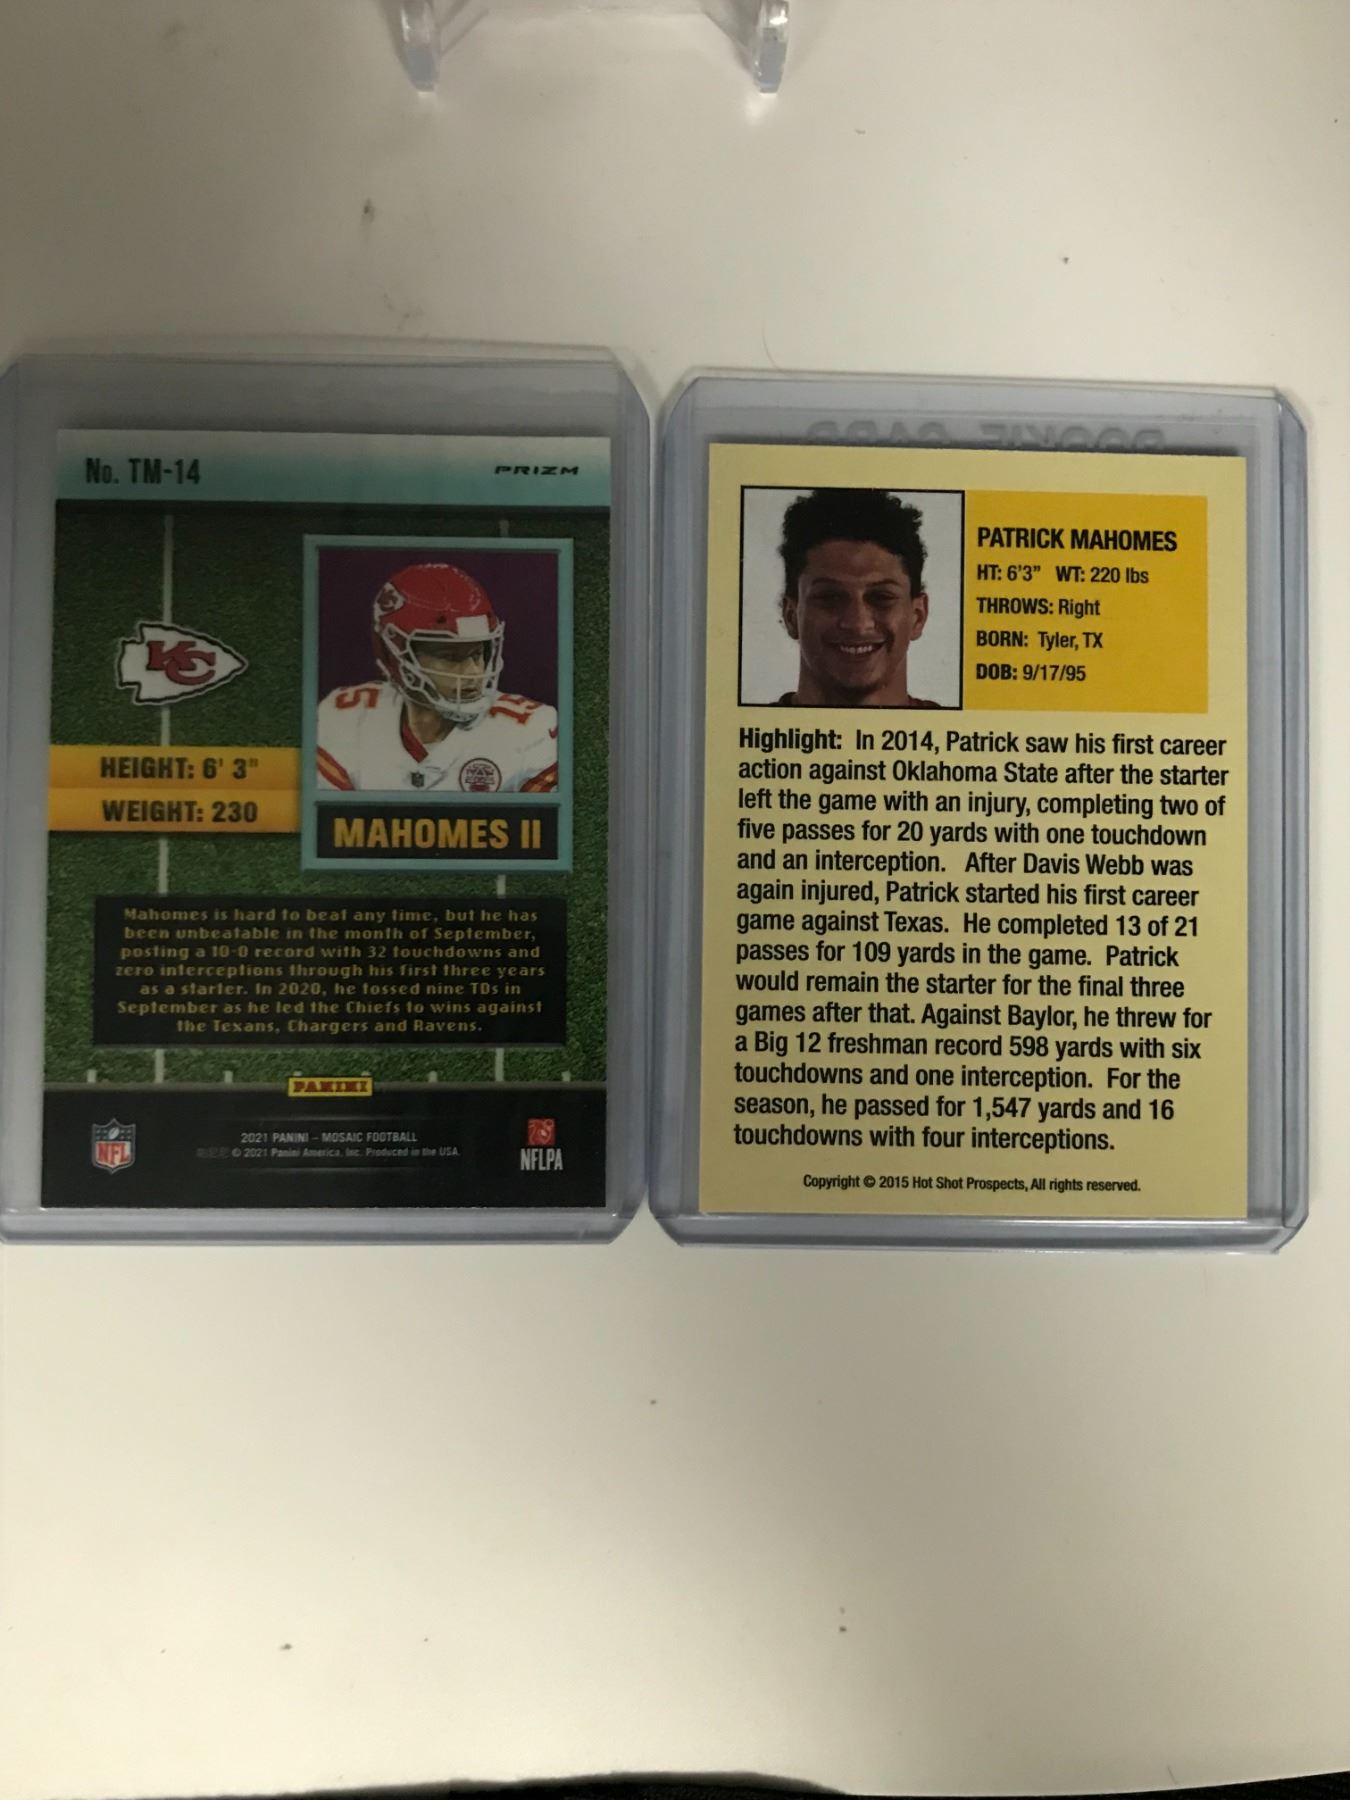 No. TM-14
PRIZM
KC
15
15
HEIGHT: 6' 3"
WEIGHT: 230
MAHOMES II
Mahomes is hard to beat any time, but he has
been unbeatable in the month of September,
posting a 10-0 record with 32 touchdowns and
zero interceptions through his first three years
as a starter. In 2020, he tossed nine TDs in
September as he led the Chiefs to wins against
the Texans, Chargers and Ravens.
PANINI
NFL
2021 PANINI – MOSAIC FOOTBALL
© 2021 Panini America, Inc. Produced in the USA.
NFLPA
ROOKIE CARD
PATRICK MAHOMES
HT: 6'3" WT: 220 lbs
THROWS: Right
BORN: Tyler, TX
DOB: 9/17/95
Highlight: In 2014, Patrick saw his first career
action against Oklahoma State after the starter
left the game with an injury, completing two of
five passes for 20 yards with one touchdown
and an interception. After Davis Webb was
again injured, Patrick started his first career
game against Texas. He completed 13 of 21
passes for 109 yards in the game. Patrick
would remain the starter for the final three
games after that. Against Baylor, he threw for
a Big 12 freshman record 598 yards with six
touchdowns and one interception. For the
season, he passed for 1,547 yards and 16
touchdowns with four interceptions.
Copyright © 2015 Hot Shot Prospects, All rights reserved.